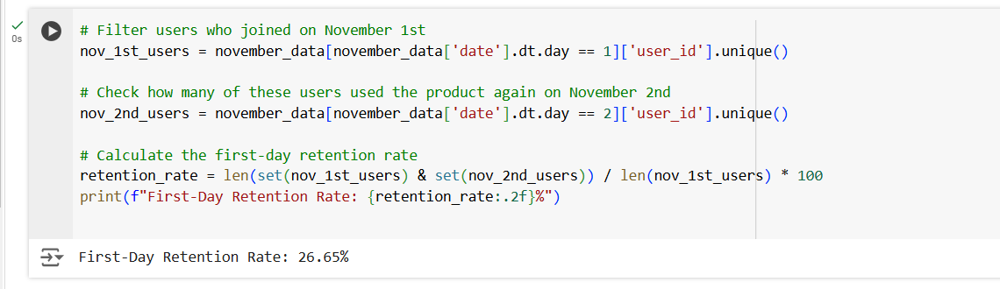 # Filter users who joined on November 1st
nov_1st_users = november_data[november_data['date'].dt.day == 1]['user_id'].unique()
# Check how many of these users used the product again on November 2nd
nov_2nd_users = november_data[november_data['date'].dt.day == 2]['user_id'].unique()
# Calculate the first-day retention rate
retention_rate = len(set(nov_1st_users) & set(nov_2nd_users)) / len(nov_1st_users) * 100
print(f"First-Day Retention Rate: {retention_rate:.2f}%")
0s
First-Day Retention Rate: 26.65%